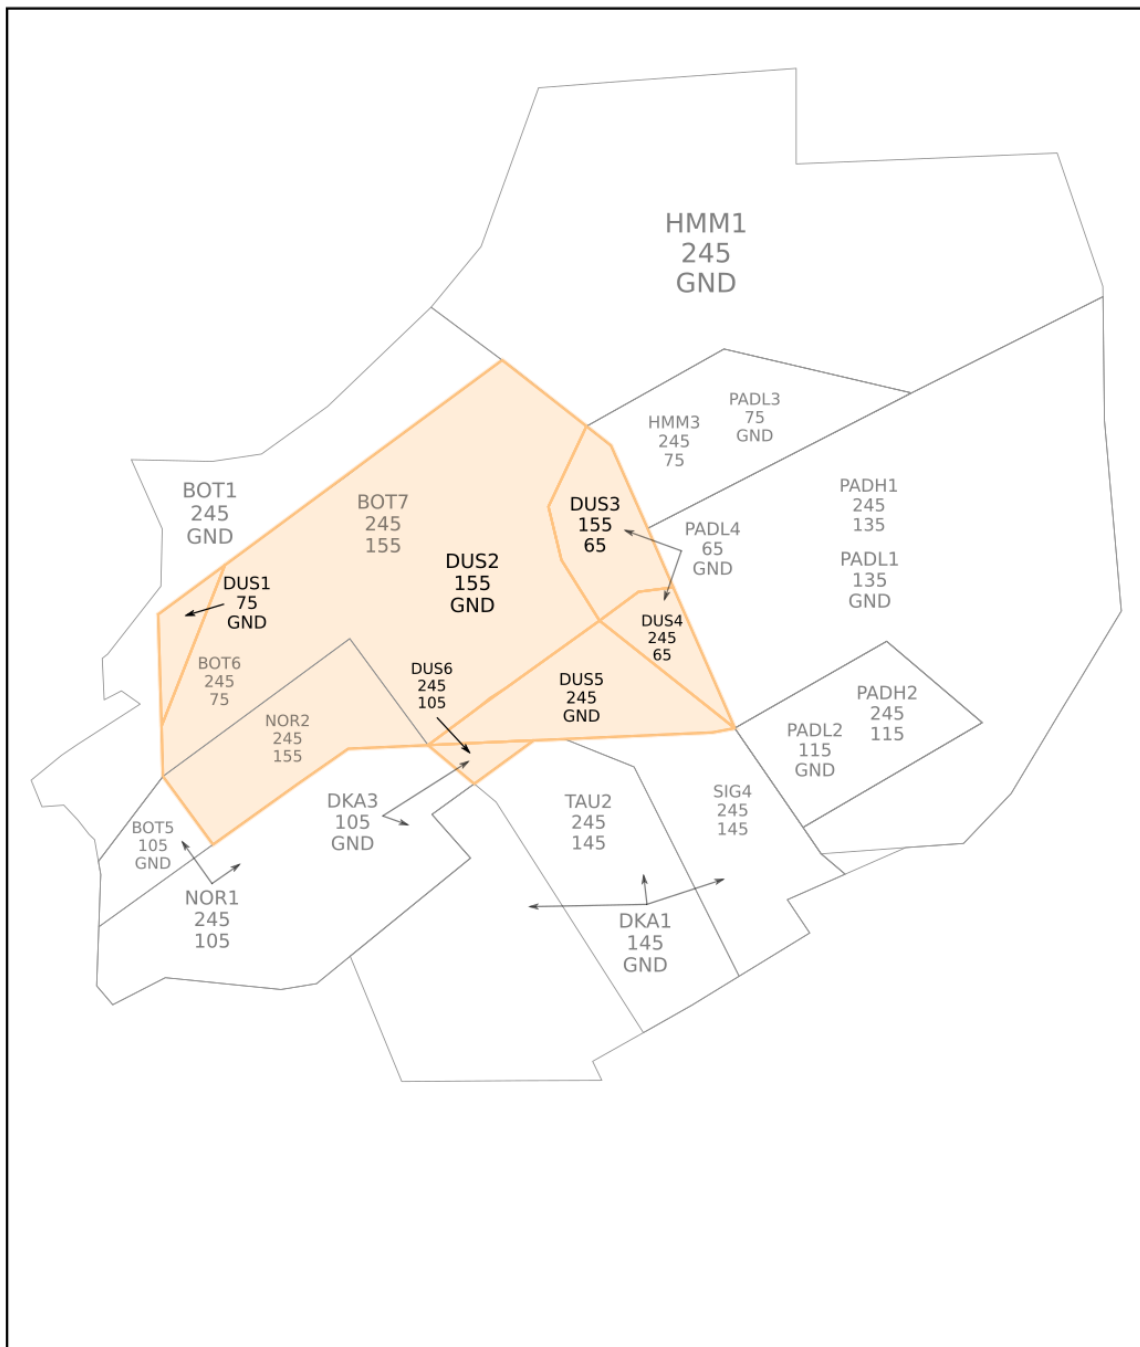 HMM1
245
GND
PADL3
75
GND
HMM3
245
75
BOT1
245
GND
BOT7
245
155
DUS3
155
65
PADH1
245
135
PADL4
65
GND
DUS2
155
GND
PADL1
135
GND
DUS1
75
GND
DUS4
245
65
BOT6
245
75
DUS6
245
105
DUS5
245
GND
PADH2
245
115
NOR2
245
155
PADL2
115
GND
DKA3
105
GND
TAU2
245
145
SIG4
245
145
BOT5
105
GND
NOR1
245
105
DKA1
145
GND